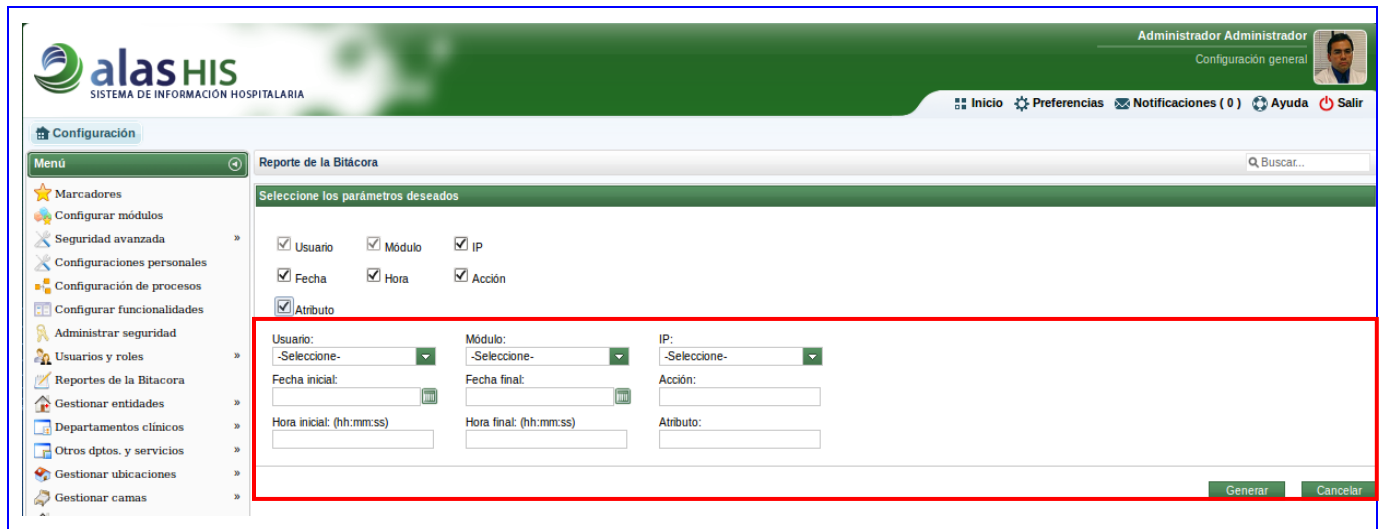 Administrador Administrador
Configuración general
alas HIS
SISTEMA DE INFORMACIÓN HOSPITALARIA
Inicio Preferencias Notificaciones ( 0 ) Ayuda Salir
Configuración
Menú
Reporte de la Bitácora
Buscar...
Marcadores
Configurar módulos
Seguridad avanzada »
Configuraciones personales
Configuración de procesos
Configurar funcionalidades
Administrar seguridad
Usuarios y roles »
Reportes de la Bitacora
Gestionar entidades »
Departamentos clínicos »
Otros dptos. y servicios »
Gestionar ubicaciones »
Gestionar camas »
Seleccione los parámetros deseados
Usuario Módulo IP
Fecha Hora Acción
Atributo
Usuario: Módulo: IP:
-Seleccione- -Seleccione- -Seleccione-
Fecha inicial: Fecha final: Acción:
Hora inicial: (hh:mm:ss) Hora final: (hh:mm:ss) Atributo:
Generar Cancelar